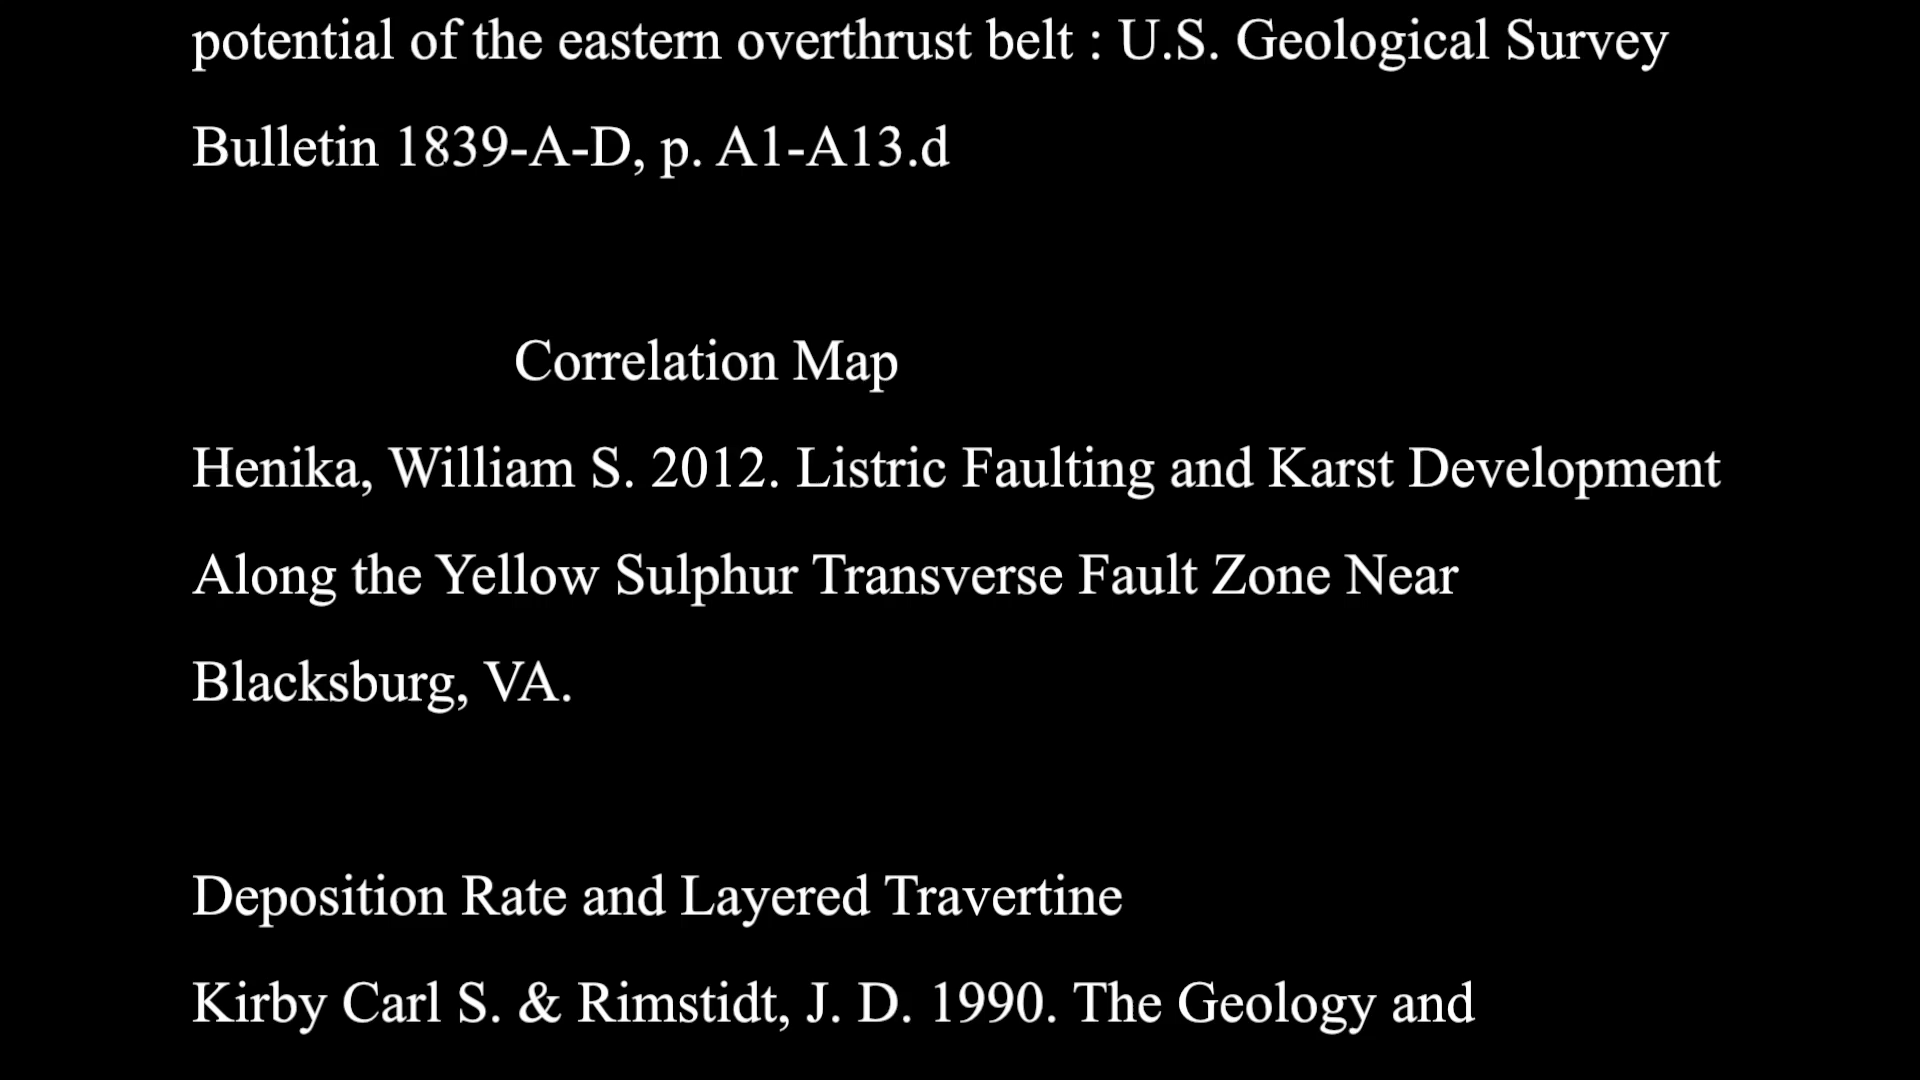 potential of the eastern overthrust belt : U.S. Geological Survey
Bulletin 1839-A-D, p. A1-A13.d
Correlation Map
Henika, William S. 2012. Listric Faulting and Karst Development
Along the Yellow Sulphur Transverse Fault Zone Near
Blacksburg, VA.
Deposition Rate and Layered Travertine
Kirby Carl S. & Rimstidt, J. D. 1990. The Geology and